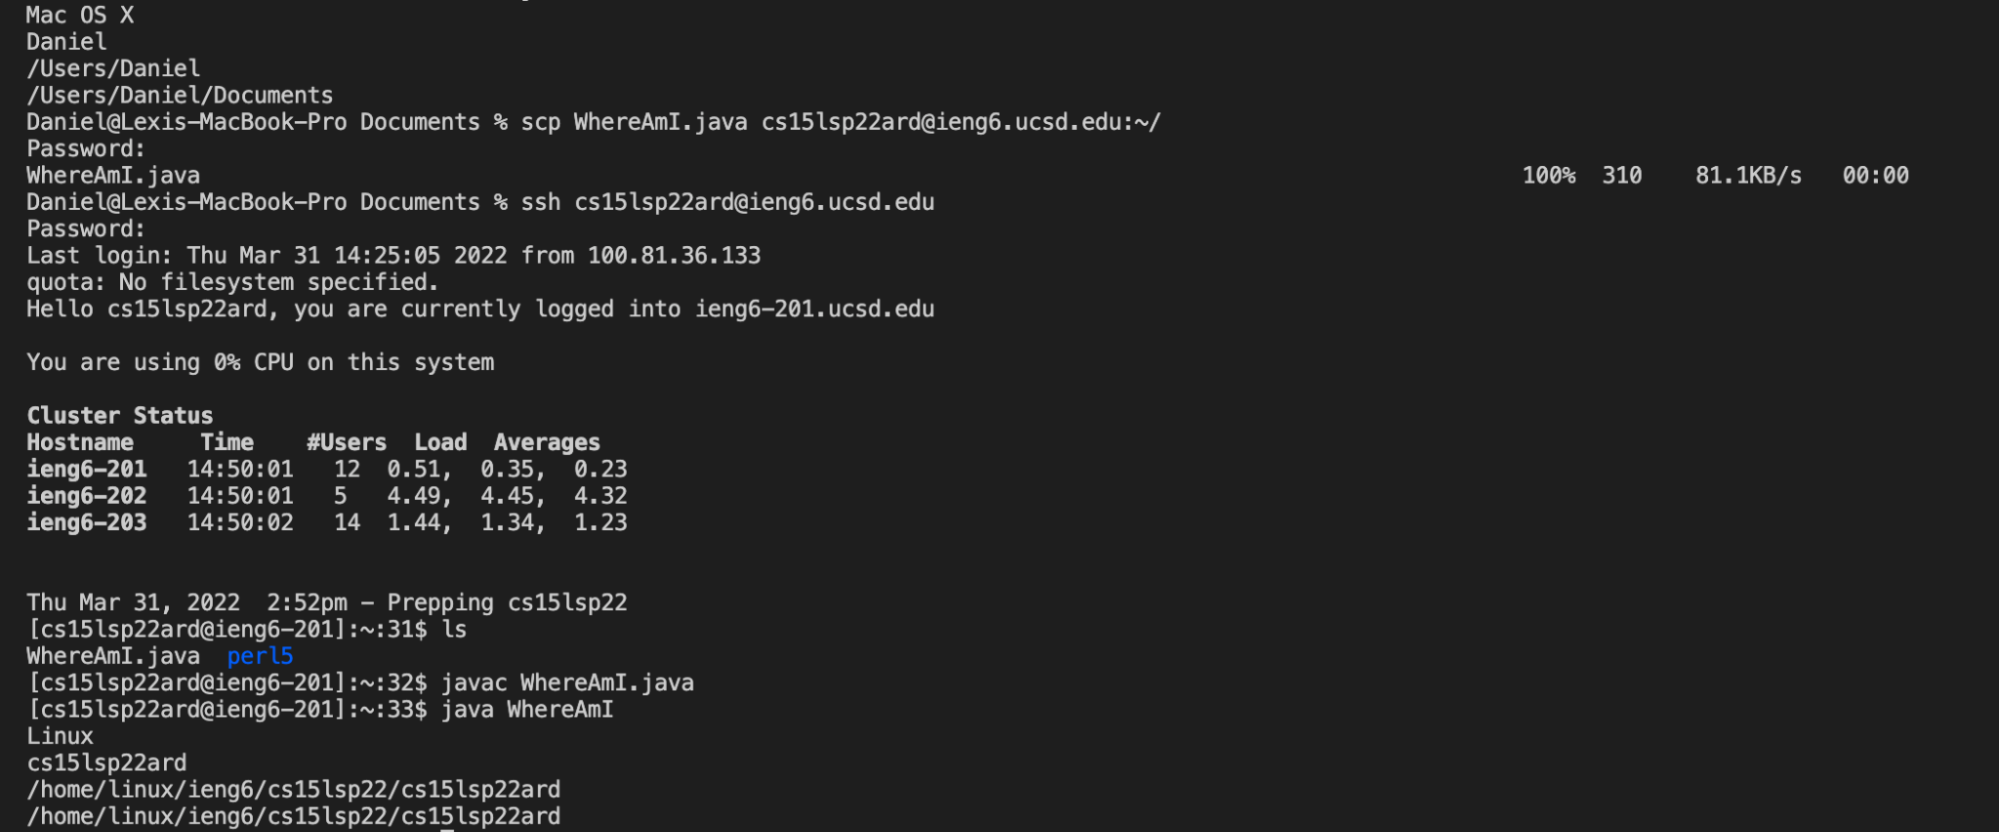 Mac OS X
Daniel
/Users/Daniel
/Users/Daniel/Documents
Daniel@Lexis-MacBook-Pro Documents % scp WhereAmI.java cs15lsp22ard@ieng6.ucsd.edu:~/
Password:
WhereAmI.java 100% 310 81.1KB/s 00:00
Daniel@Lexis-MacBook-Pro Documents % ssh cs15lsp22ard@ieng6.ucsd.edu
Password:
Last login: Thu Mar 31 14:25:05 2022 from 100.81.36.133
quota: No filesystem specified.
Hello cs15lsp22ard, you are currently logged into ieng6-201.ucsd.edu
You are using 0% CPU on this system
Cluster Status
Hostname Time #Users Load Averages
ieng6-201 14:50:01 12 0.51, 0.35, 0.23
ieng6-202 14:50:01 5 4.49, 4.45, 4.32
ieng6-203 14:50:02 14 1.44, 1.34, 1.23
Thu Mar 31, 2022 2:52pm - Prepping cs15lsp22
[cs15lsp22ard@ieng6-201]:~:31$ ls
WhereAmI.java perl5
[cs15lsp22ard@ieng6-201]:~:32$ javac WhereAmI.java
[cs15lsp22ard@ieng6-201]:~:33$ java WhereAmI
Linux
cs15lsp22ard
/home/linux/ieng6/cs15lsp22/cs15lsp22ard
/home/linux/ieng6/cs15lsp22/cs15lsp22ard